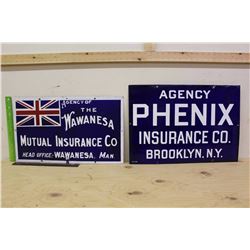 AGENCY OF
THE
WAWANESA
MUTUAL INSURANCE CO
HEAD OFFICE: WAWANESA, MAN
AGENCY
PHENIX
INSURANCE CO.
BROOKLYN, N.Y.